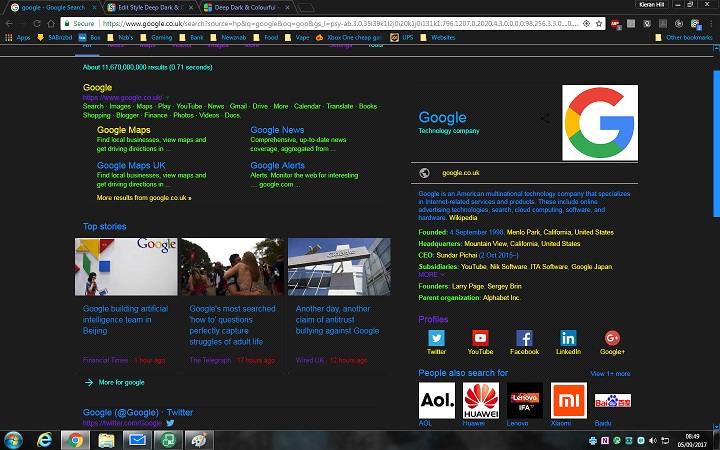 google - Google Search
Edit Style Deep Dark &
Deep Dark & Colourful
Kieran Hill
Secure
https://www.google.co.uk/search?source=hp&q=google&oq=goo&gs_l=psy-ab.3.0.35i39k1l2j0i20k1j0i131k1.796.1207.0.2020.4.3.0.0.0.0.98.256.3.3.0
Apps
SABnzbd
Box
Nzb's
Gaming
Bank
Newznab
Food
Vape
Xbox One cheap gam
UPS
Websites
Other bookmarks
All
Settings
Tools
About 11,670,000,000 results (0.71 seconds)
Google
https://www.google.co.uk/
Search · Images · Maps · Play · YouTube · News · Gmail · Drive · More · Calendar · Translate · Books ·
Shopping · Blogger · Finance · Photos · Videos · Docs.
Google Maps
Find local businesses, view maps and
get driving directions in ...
Google News
Comprehensive, up-to-date news
coverage, aggregated from ...
Google Maps UK
Find local businesses, view maps and
get driving directions in ...
Google Alerts
Alerts. Monitor the web for interesting
.... google.com ...
More results from google.co.uk »
Top stories
Google
Google building artificial
intelligence team in
Beijing
Financial Times · 1 hour ago
Google's most searched
'how to' questions
perfectly capture
struggles of adult life
The Telegraph · 17 hours ago
Google
Another day, another
claim of antitrust
bullying against Google
Wired UK · 12 hours ago
More for google
Google (@Google) · Twitter
https://twitter.com/Google
Google
Technology company
G
google.co.uk
Google is an American multinational technology company that specializes
in Internet-related services and products. These include online
advertising technologies, search, cloud computing, software, and
hardware. Wikipedia
Founded: 4 September 1998, Menlo Park, California, United States
Headquarters: Mountain View, California, United States
CEO: Sundar Pichai (2 Oct 2015–)
Subsidiaries: YouTube, Nik Software, ITA Software, Google Japan,
MORE
Founders: Larry Page, Sergey Brin
Parent organization: Alphabet Inc.
Profiles
Twitter
YouTube
Facebook
LinkedIn
Google+
People also search for
View 1+ more
Aol.
HUAWEI
Lenovo
IFA
mi
Bai du
AOL
Huawei
Lenovo
Xiaomi
Baidu
08:49
05/09/2017